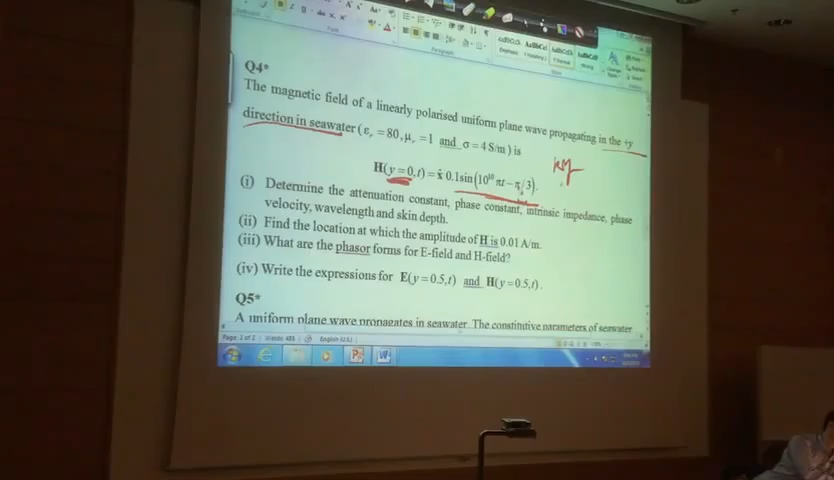 Q4*
The magnetic field of a linearly polarised uniform plane wave propagating in the +y
direction in seawater (εr = 80, μr = 1 and σ = 4 S/m) is
H(y = 0, t) = x̂ 0.1 sin(10¹⁰ πt − π/3).
(i) Determine the attenuation constant, phase constant, intrinsic impedance, phase
velocity, wavelength and skin depth.
(ii) Find the location at which the amplitude of H is 0.01 A/m.
(iii) What are the phasor forms for E-field and H-field?
(iv) Write the expressions for E(y = 0.5, t) and H(y = 0.5, t).
Q5*
A uniform plane wave propagates in seawater. The constitutive parameters of seawater